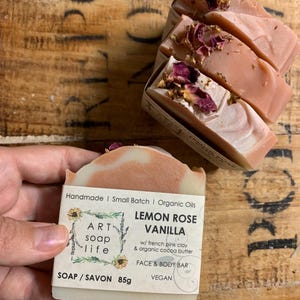 Handmade | Small Batch | Organic Oils
ART
soap
life
LEMON ROSE
VANILLA
w/ french pink clay
& organic cocoa butter
FACE & BODY BAR
VEGAN
SOAP / SAVON 85g